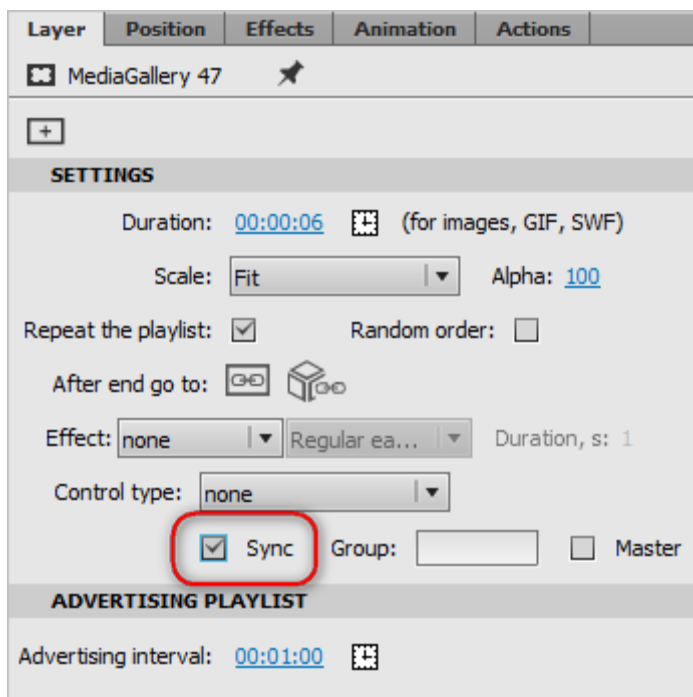 Layer Position Effects Animation Actions
MediaGallery 47
SETTINGS
Duration: 00:00:06 (for images, GIF, SWF)
Scale: Fit Alpha: 100
Repeat the playlist: Random order:
After end go to:
Effect: none Regular ea... Duration, s: 1
Control type: none
Sync Group: Master
ADVERTISING PLAYLIST
Advertising interval: 00:01:00